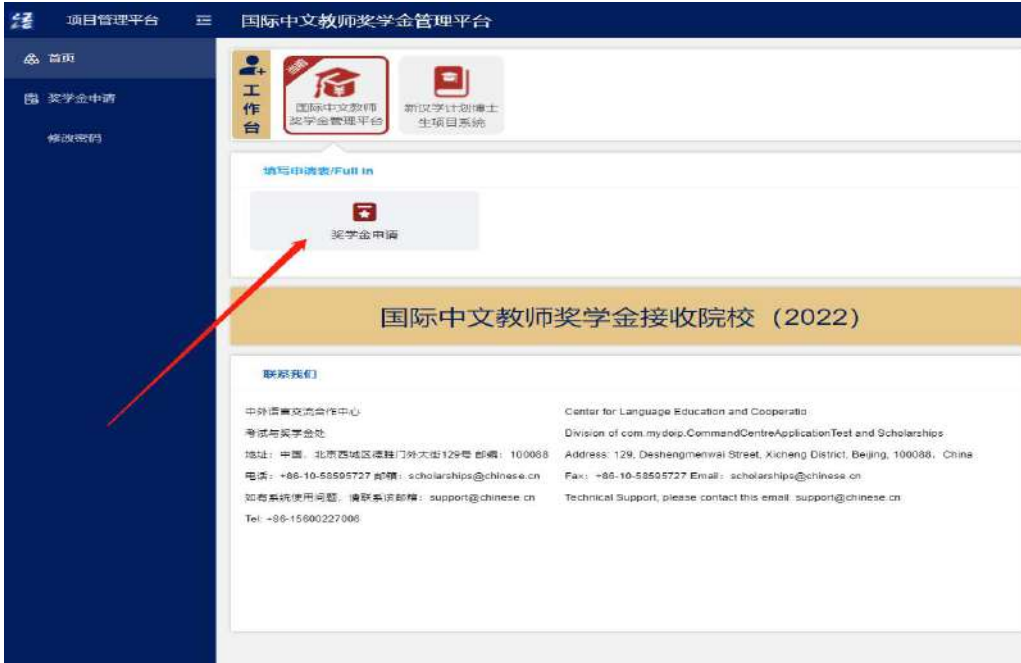 项目管理平台
国际中文教师奖学金管理平台
首页
奖学金申请
修改密码
工作台
当前
国际中文教师
奖学金管理平台
新汉学计划博士
生项目系统
填写申请表/Full in
奖学金申请
国际中文教师奖学金接收院校（2022）
联系我们
中外语言交流合作中心
Center for Language Education and Cooperatio
考试与奖学金处
Division of com.mydoip.CommandCentreApplicationTest and Scholarships
地址：中国，北京西城区德胜门外大街129号 邮编：100088
Address: 129, Deshengmenwai Street, Xicheng District, Beijing, 100088，China
电话：+86-10-58595727 邮箱：scholarships@chinese.cn
Fax：+86-10-58595727 Email：scholarships@chinese.cn
如有系统使用问题，请联系该邮箱：support@chinese.cn
Technical Support, please contact this email: support@chinese.cn
Tel: +86-15600227006